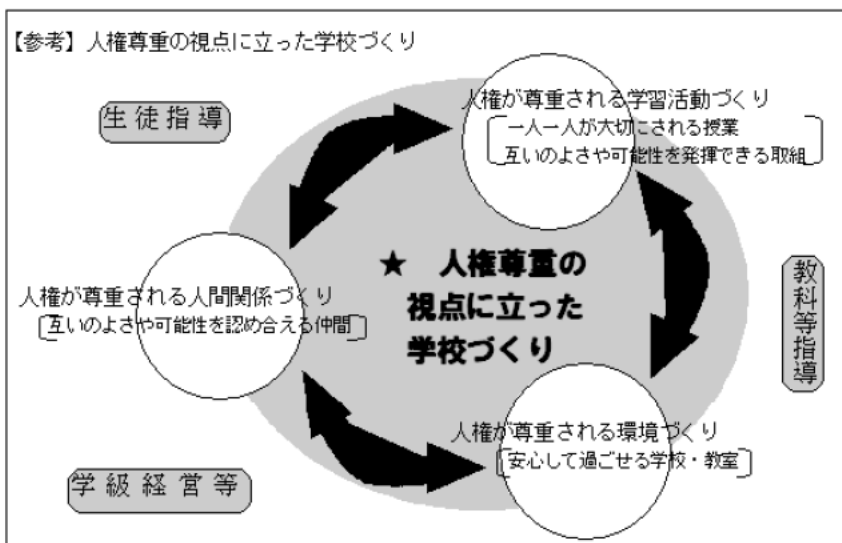 【参考】人権尊重の視点に立った学校づくり
生徒指導
人権が尊重される学習活動づくり
一人一人が大切にされる授業
互いのよさや可能性を発揮できる取組
人権が尊重される人間関係づくり
互いのよさや可能性を認め合える仲間
★ 人権尊重の
視点に立った
学校づくり
教科等指導
人権が尊重される環境づくり
安心して過ごせる学校・教室
学級経営等